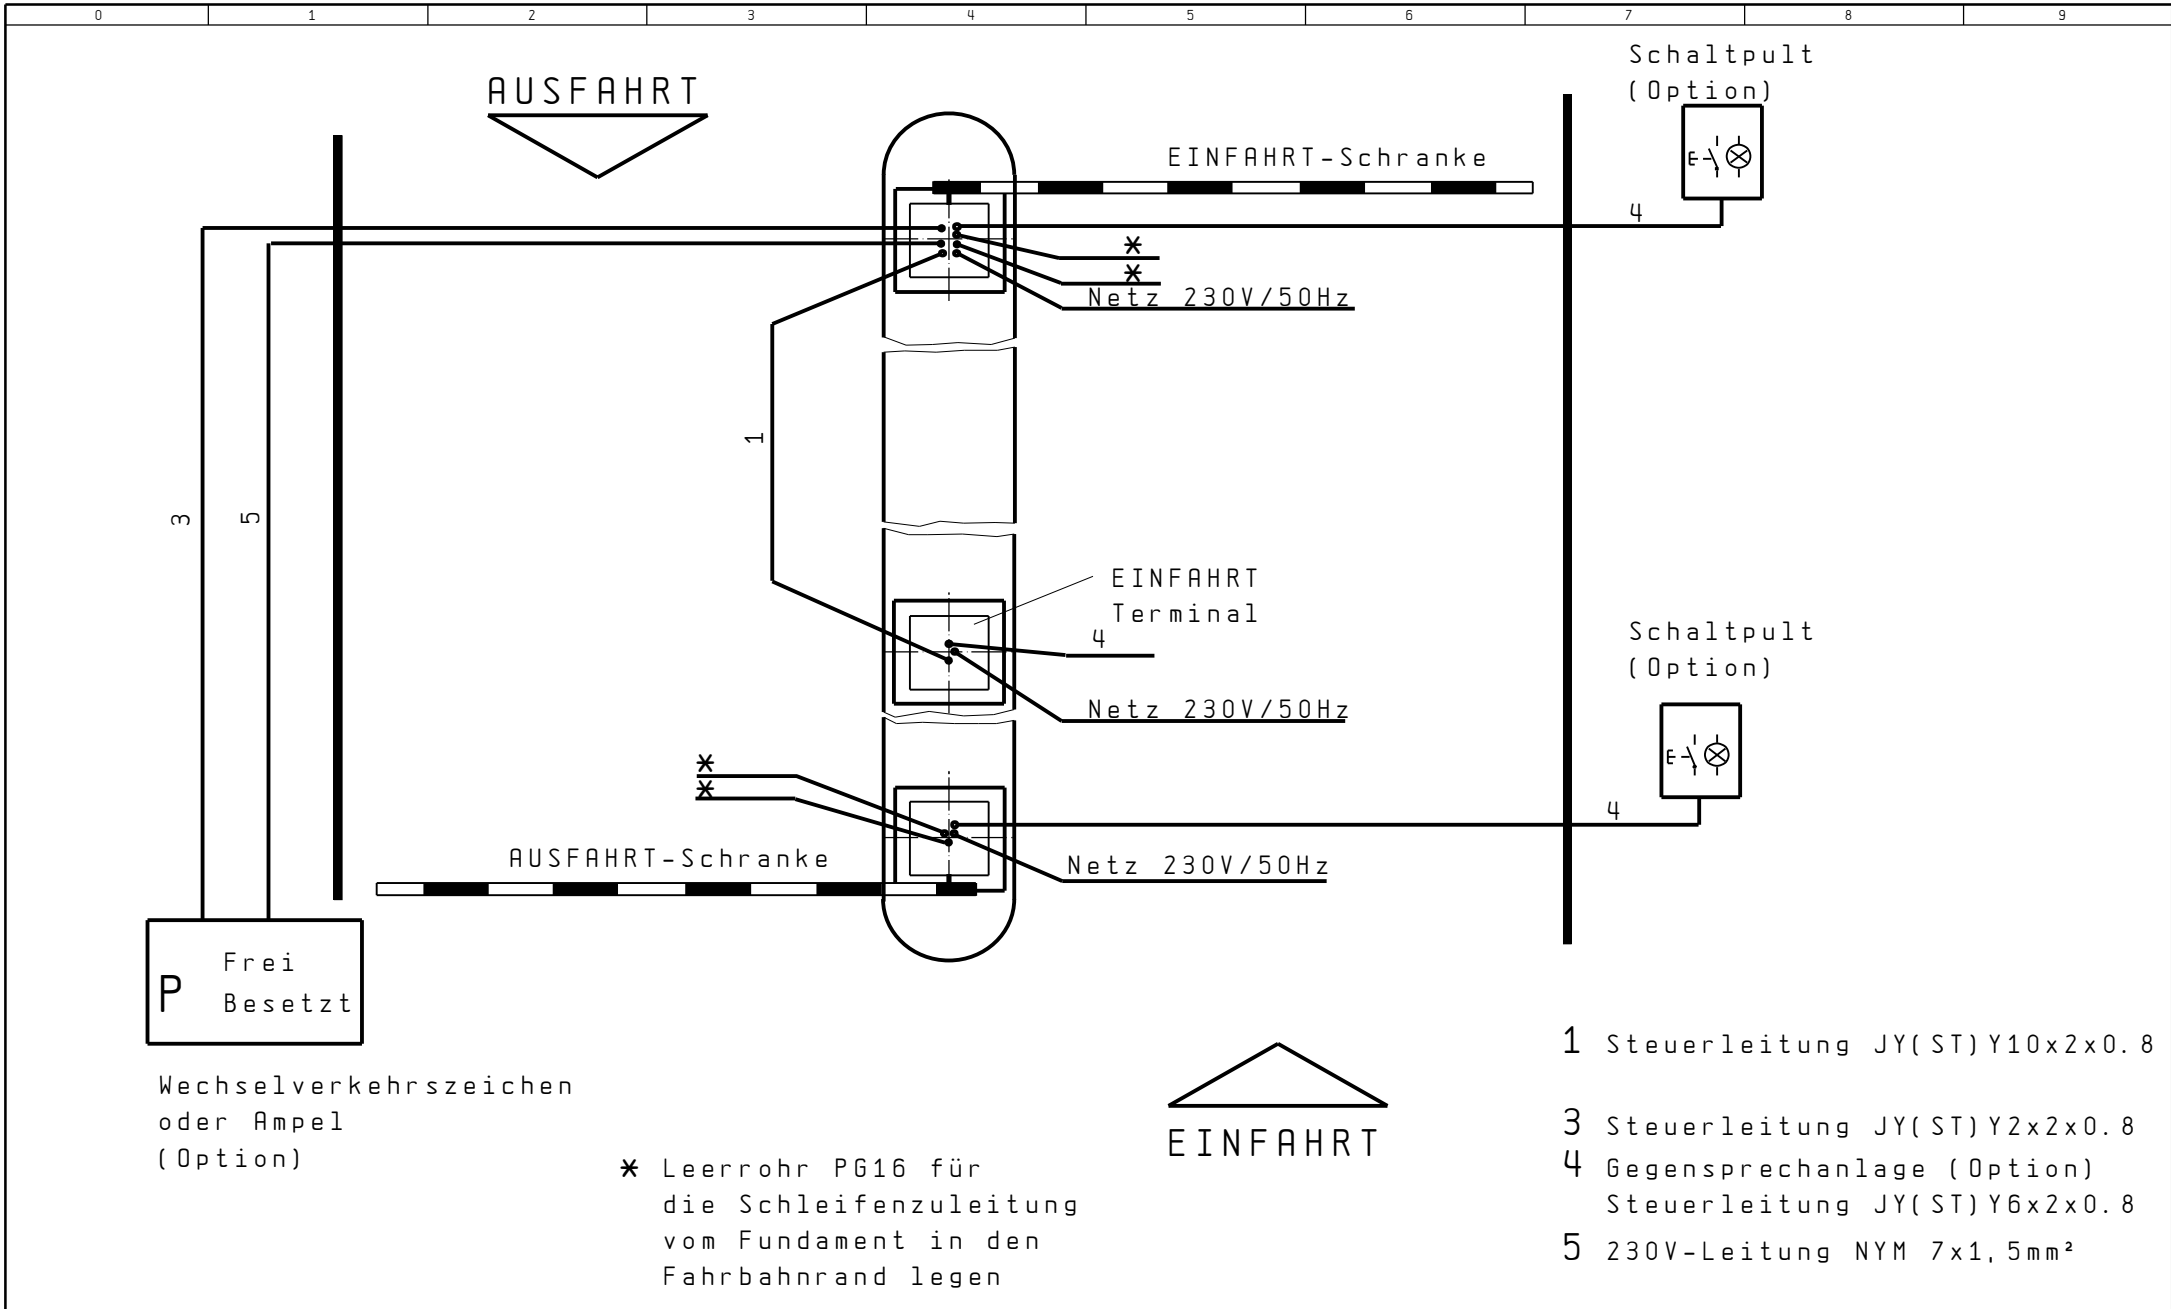 0 1 2 3 4 5 6 7 8 9
Schaltpult
(Option)
AUSFAHRT
EINFAHRT-Schranke
4
*
*
Netz 230V/50Hz
1
3
5
EINFAHRT
Terminal
4
Netz 230V/50Hz
Schaltpult
(Option)
*
*
4
AUSFAHRT-Schranke
Netz 230V/50Hz
Frei
P
Besetzt
Wechselverkehrszeichen
oder Ampel
(Option)
EINFAHRT
* Leerrohr PG16 für
die Schleifenzuleitung
vom Fundament in den
Fahrbahnrand legen
1 Steuerleitung JY(ST)Y10x2x0.8
3 Steuerleitung JY(ST)Y2x2x0.8
4 Gegensprechanlage (Option)
Steuerleitung JY(ST)Y6x2x0.8
5 230V-Leitung NYM 7x1,5mm²